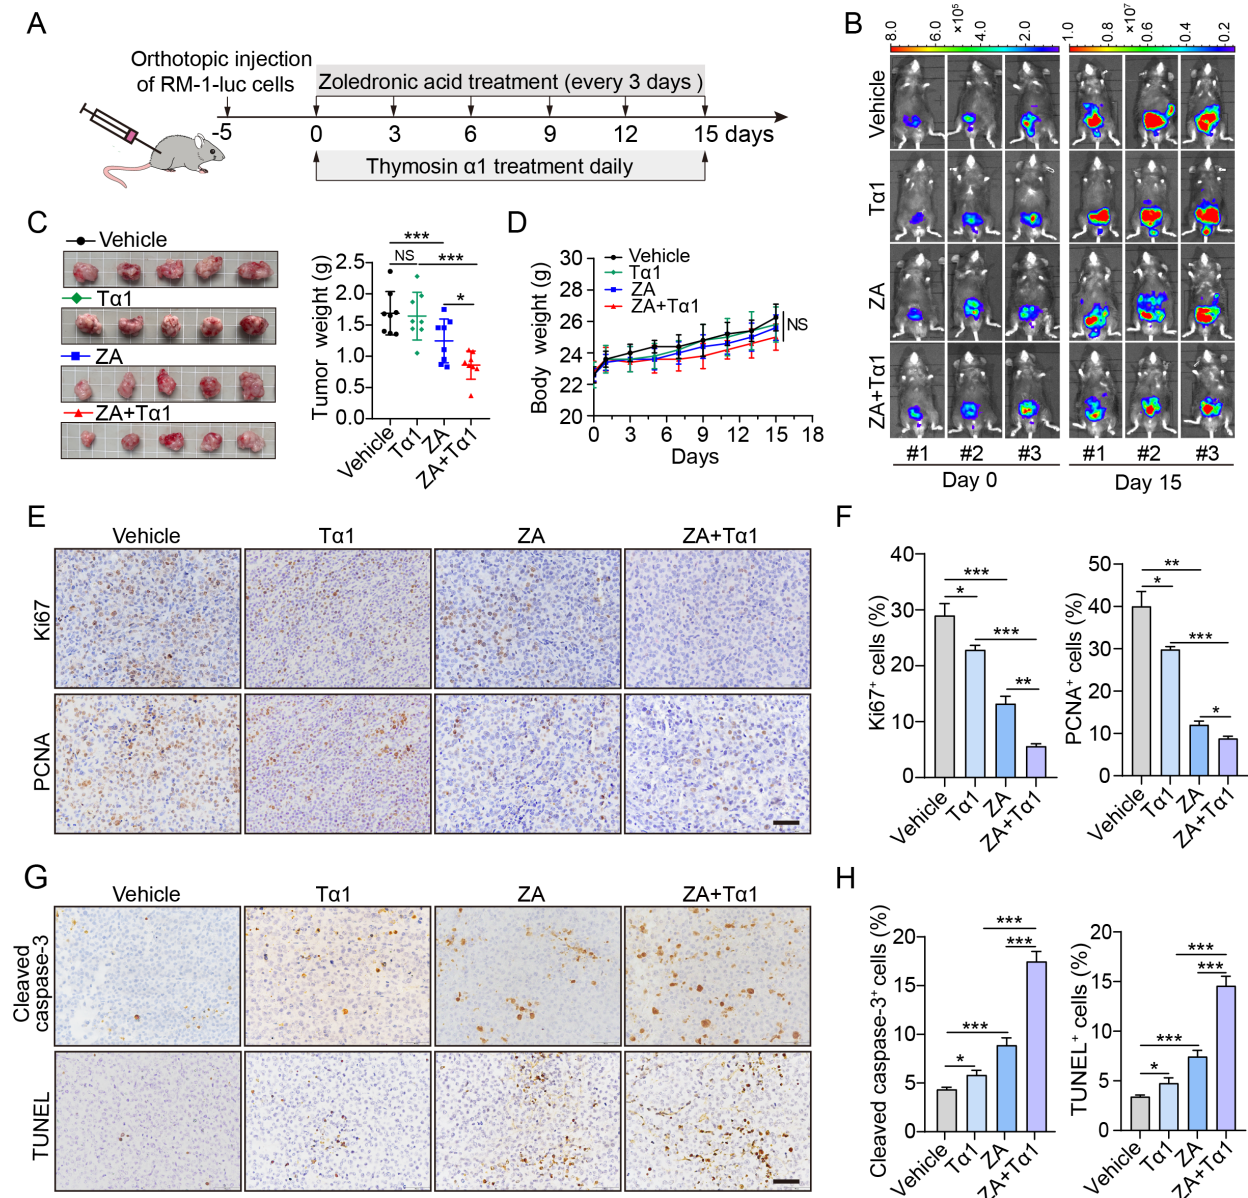 A
Orthotopic injection
of RM-1-luc cells
Zoledronic acid treatment (every 3 days )
-5 0 3 6 9 12 15 days
Thymosin α1 treatment daily
B
8.0 6.0 ×10⁵ 4.0 2.0
1.0 0.8 ×10⁷ 0.6 0.4 0.2
Vehicle
Tα1
ZA
ZA+Tα1
#1 #2 #3 #1 #2 #3
Day 0 Day 15
C
Vehicle
Tα1
ZA
ZA+Tα1
Tumor weight (g)
2.5
2.0
1.5
1.0
0.5
0.0
***
NS ***
*
Vehicle Tα1 ZA ZA+Tα1
D
Body weight (g)
30
28
26
24
22
20
Vehicle
Tα1
ZA
ZA+Tα1
NS
0 3 6 9 12 15 18
Days
E
Vehicle Tα1 ZA ZA+Tα1
Ki67
PCNA
F
Ki67⁺ cells (%)
40
30
20
10
0
***
*
***
**
Vehicle Tα1 ZA ZA+Tα1
PCNA⁺ cells (%)
50
40
30
20
10
0
**
*
***
*
Vehicle Tα1 ZA ZA+Tα1
G
Vehicle Tα1 ZA ZA+Tα1
Cleaved
caspase-3
TUNEL
H
Cleaved caspase-3⁺ cells (%)
20
15
10
5
0
***
***
***
*
Vehicle Tα1 ZA ZA+Tα1
TUNEL⁺ cells (%)
20
15
10
5
0
***
***
***
*
Vehicle Tα1 ZA ZA+Tα1